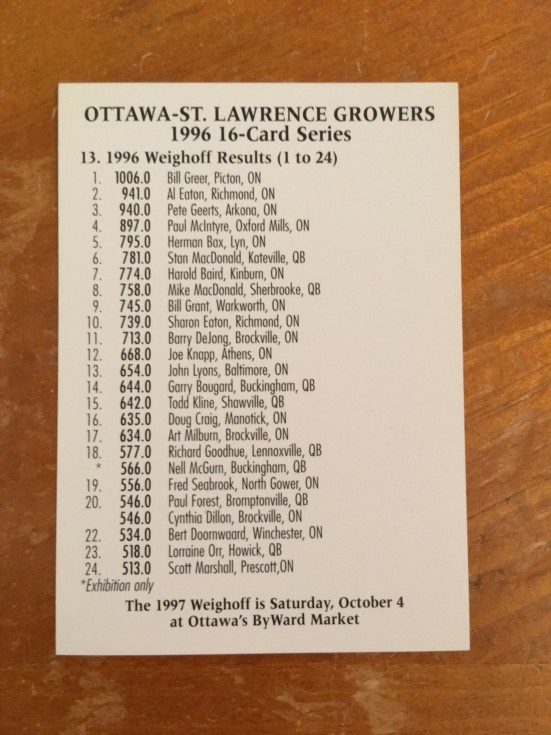 OTTAWA-ST. LAWRENCE GROWERS
1996 16-Card Series
13. 1996 Weighoff Results (1 to 24)
1. 1006.0 Bill Greer, Picton, ON
2. 941.0 Al Eaton, Richmond, ON
3. 940.0 Pete Geerts, Arkona, ON
4. 897.0 Paul McIntyre, Oxford Mills, ON
5. 795.0 Herman Bax, Lyn, ON
6. 781.0 Stan MacDonald, Kateville, QB
7. 774.0 Harold Baird, Kinburn, ON
8. 758.0 Mike MacDonald, Sherbrooke, QB
9. 745.0 Bill Grant, Warkworth, ON
10. 739.0 Sharon Eaton, Richmond, ON
11. 713.0 Barry DeJong, Brockville, ON
12. 668.0 Joe Knapp, Athens, ON
13. 654.0 John Lyons, Baltimore, ON
14. 644.0 Garry Bougard, Buckingham, QB
15. 642.0 Todd Kline, Shawville, QB
16. 635.0 Doug Craig, Manotick, ON
17. 634.0 Art Milburn, Brockville, ON
18. 577.0 Richard Goodhue, Lennoxville, QB
* 566.0 Nell McGurn, Buckingham, QB
19. 556.0 Fred Seabrook, North Gower, ON
20. 546.0 Paul Forest, Bromptonville, QB
546.0 Cynthia Dillon, Brockville, ON
22. 534.0 Bert Doornwaard, Winchester, ON
23. 518.0 Lorraine Orr, Howick, QB
24. 513.0 Scott Marshall, Prescott,ON
*Exhibition only
The 1997 Weighoff is Saturday, October 4
at Ottawa's ByWard Market